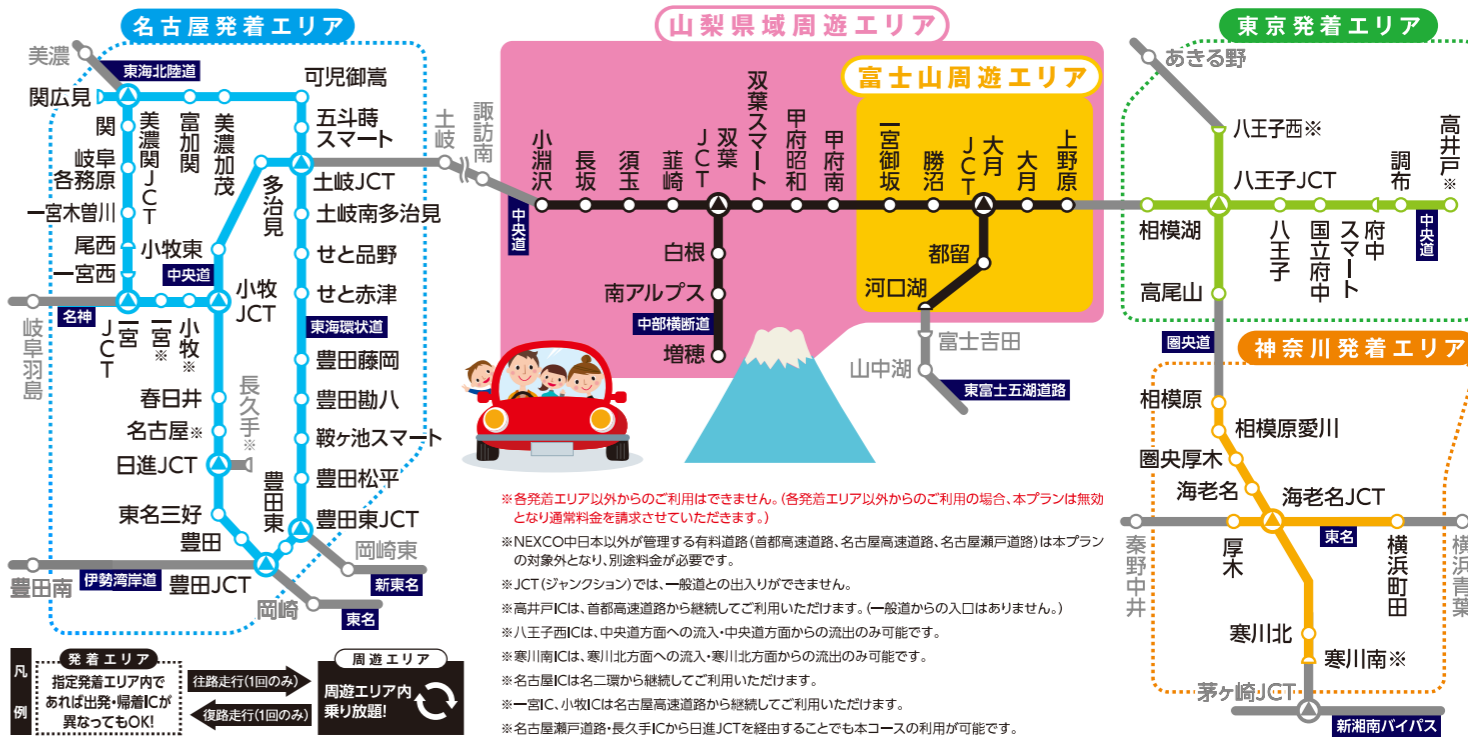 名古屋発着エリア
美濃
東海北陸道
関広見
可児御嵩
関
美濃関JCT
富加関
美濃加茂
五斗蒔
スマート
岐阜
各務原
多治見
土岐JCT
土岐
諏訪南
一宮木曽川
土岐南多治見
尾西
小牧東
せと品野
一宮西
中央道
小牧
JCT
せと赤津
名神
岐阜羽島
一宮
JCT
一宮※
小牧※
東海環状道
豊田藤岡
春日井
長久手※
豊田勘八
名古屋※
鞍ヶ池スマート
日進JCT
豊田松平
東名三好
豊田東
豊田東JCT
豊田
岡崎東
豊田南
伊勢湾岸道
豊田JCT
新東名
岡崎
東名
山梨県域周遊エリア
富士山周遊エリア
中央道
小淵沢
長坂
須玉
韮崎
双葉
JCT
双葉スマート
甲府昭和
甲府南
一宮御坂
勝沼
大月
JCT
大月
上野原
白根
南アルプス
中部横断道
増穂
都留
河口湖
富士吉田
山中湖
東富士五湖道路
東京発着エリア
あきる野
八王子西※
高井戸※
八王子JCT
調布
相模湖
八王子
国立府中
府中
スマート
中央道
高尾山
圏央道
神奈川発着エリア
相模原
相模原愛川
圏央厚木
海老名
海老名JCT
秦野中井
厚木
東名
横浜町田
横浜青葉
寒川北
寒川南※
茅ヶ崎JCT
新湘南バイパス
※各発着エリア以外からのご利用はできません。(各発着エリア以外からのご利用の場合、本プランは無効
となり通常料金を請求させていただきます。)
※NEXCO中日本以外が管理する有料道路(首都高速道路、名古屋高速道路、名古屋瀬戸道路)は本プラン
の対象外となり、別途料金が必要です。
※JCT(ジャンクション)では、一般道との出入りができません。
※高井戸ICは、首都高速道路から継続してご利用いただけます。(一般道からの入口はありません。)
※八王子西ICは、中央道方面への流入・中央道方面からの流出のみ可能です。
※寒川南ICは、寒川北方面への流入・寒川北方面からの流出のみ可能です。
※名古屋ICは名二環から継続してご利用いただけます。
※一宮IC、小牧ICは名古屋高速道路から継続してご利用いただけます。
※名古屋瀬戸道路・長久手ICから日進JCTを経由することでも本コースの利用が可能です。
凡例
発着エリア
指定発着エリア内で
あれば出発・帰着ICが
異なってもOK!
往路走行(1回のみ)
復路走行(1回のみ)
周遊エリア
周遊エリア内
乗り放題!